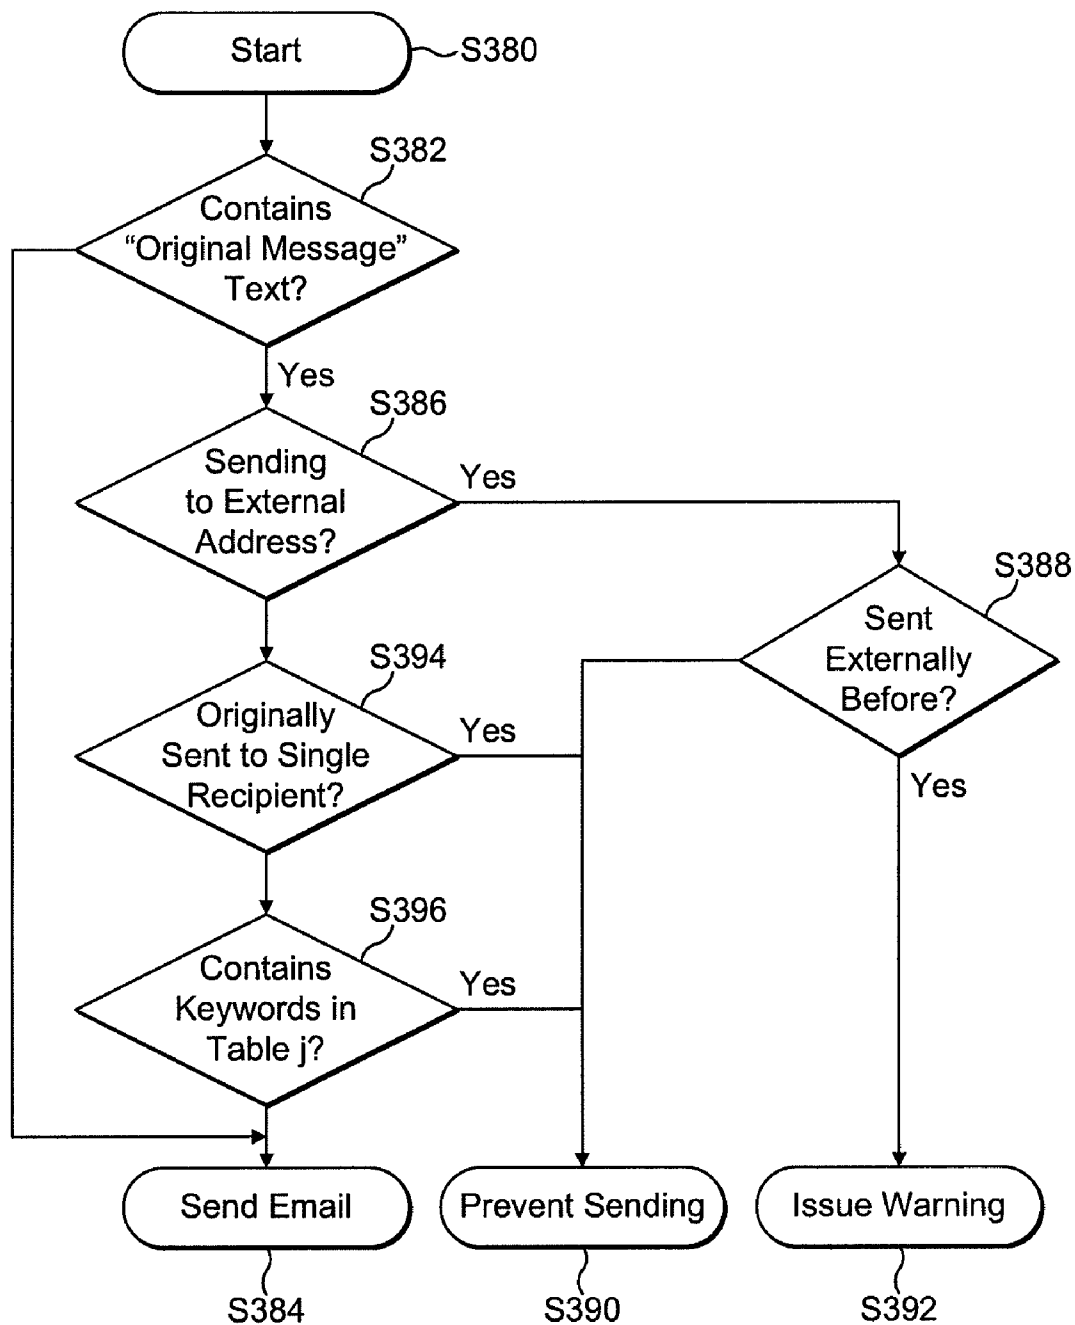 Start
S380
S382
Contains
“Original Message”
Text?
Yes
S386
Sending
to External
Address?
Yes
S388
Sent
Externally
Before?
Yes
S394
Originally
Sent to Single
Recipient?
Yes
S396
Contains
Keywords in
Table j?
Yes
Send Email
Prevent Sending
Issue Warning
S384
S390
S392